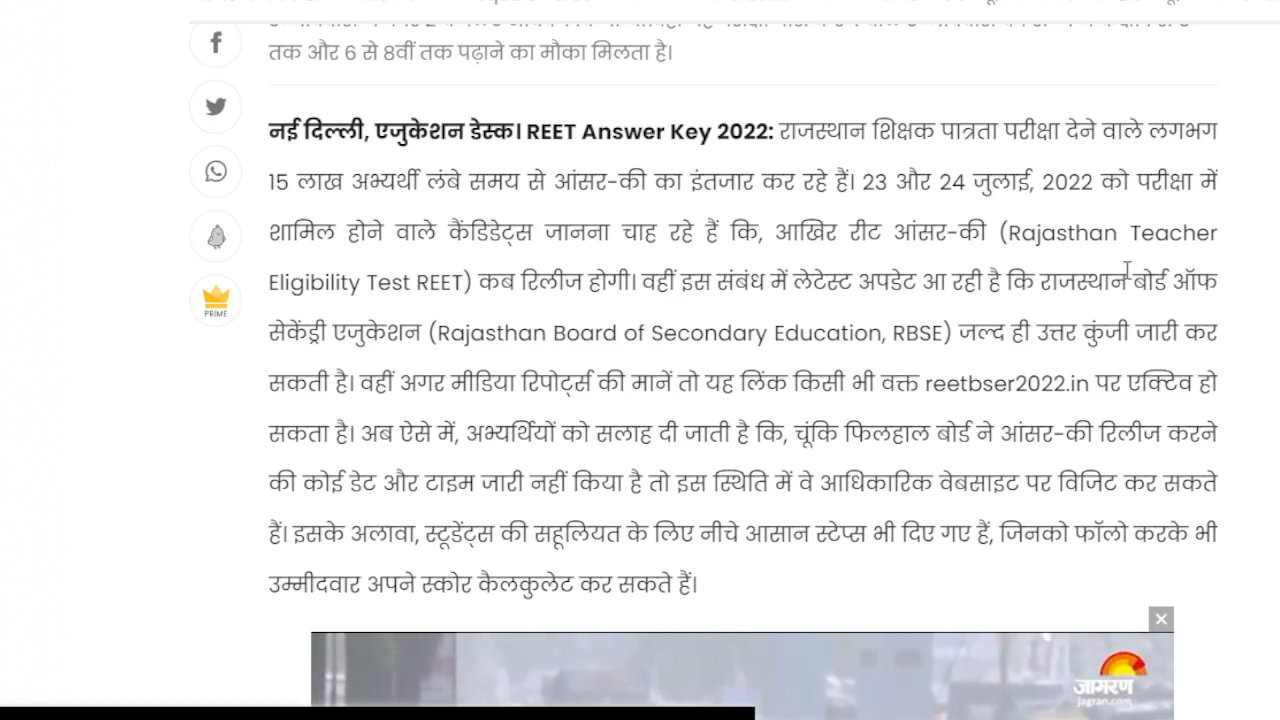 तक और 6 से 8वीं तक पढ़ाने का मौका मिलता है।
नई दिल्ली, एजुकेशन डेस्क। REET Answer Key 2022: राजस्थान शिक्षक पात्रता परीक्षा देने वाले लगभग
15 लाख अभ्यर्थी लंबे समय से आंसर-की का इंतजार कर रहे हैं। 23 और 24 जुलाई, 2022 को परीक्षा में
शामिल होने वाले कैंडिडेट्स जानना चाह रहे हैं कि, आखिर रीट आंसर-की (Rajasthan Teacher
Eligibility Test REET) कब रिलीज होगी। वहीं इस संबंध में लेटेस्ट अपडेट आ रही है कि राजस्थान बोर्ड ऑफ
सेकेंड्री एजुकेशन (Rajasthan Board of Secondary Education, RBSE) जल्द ही उत्तर कुंजी जारी कर
सकती है। वहीं अगर मीडिया रिपोर्ट्स की मानें तो यह लिंक किसी भी वक्त reetbser2022.in पर एक्टिव हो
सकता है। अब ऐसे में, अभ्यर्थियों को सलाह दी जाती है कि, चूंकि फिलहाल बोर्ड ने आंसर-की रिलीज करने
की कोई डेट और टाइम जारी नहीं किया है तो इस स्थिति में वे आधिकारिक वेबसाइट पर विजिट कर सकते
हैं। इसके अलावा, स्टूडेंट्स की सहूलियत के लिए नीचे आसान स्टेप्स भी दिए गए हैं, जिनको फॉलो करके भी
उम्मीदवार अपने स्कोर कैलकुलेट कर सकते हैं।
PRIME
जागरण
jagran.com